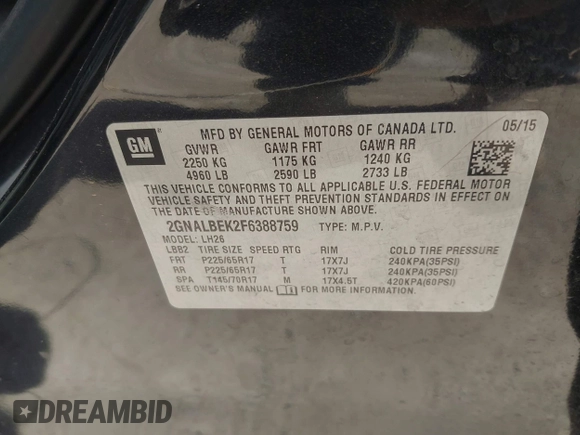 GM
MFD BY GENERAL MOTORS OF CANADA LTD. 05/15
GVWR GAWR FRT GAWR RR
2250 KG 1175 KG 1240 KG
4960 LB 2590 LB 2733 LB
THIS VEHICLE CONFORMS TO ALL APPLICABLE U.S. FEDERAL MOTOR
VEHICLE SAFETY AND THEFT PREVENTION STANDARDS IN EFFECT ON
THE DATE OF MANUFACTURE SHOWN ABOVE.
2GNALBEK2F6388759 TYPE: M.P.V.
MODEL: LH26
LBB2 TIRE SIZE SPEED RTG RIM COLD TIRE PRESSURE
FRT P225/65R17 T 17X7J 240KPA(35PSI)
RR P225/65R17 T 17X7J 240KPA(35PSI)
SPA T145/70R17 M 17X4.5T 420KPA(60PSI)
SEE OWNER'S MANUAL FOR MORE INFORMATION.
DREAMBID